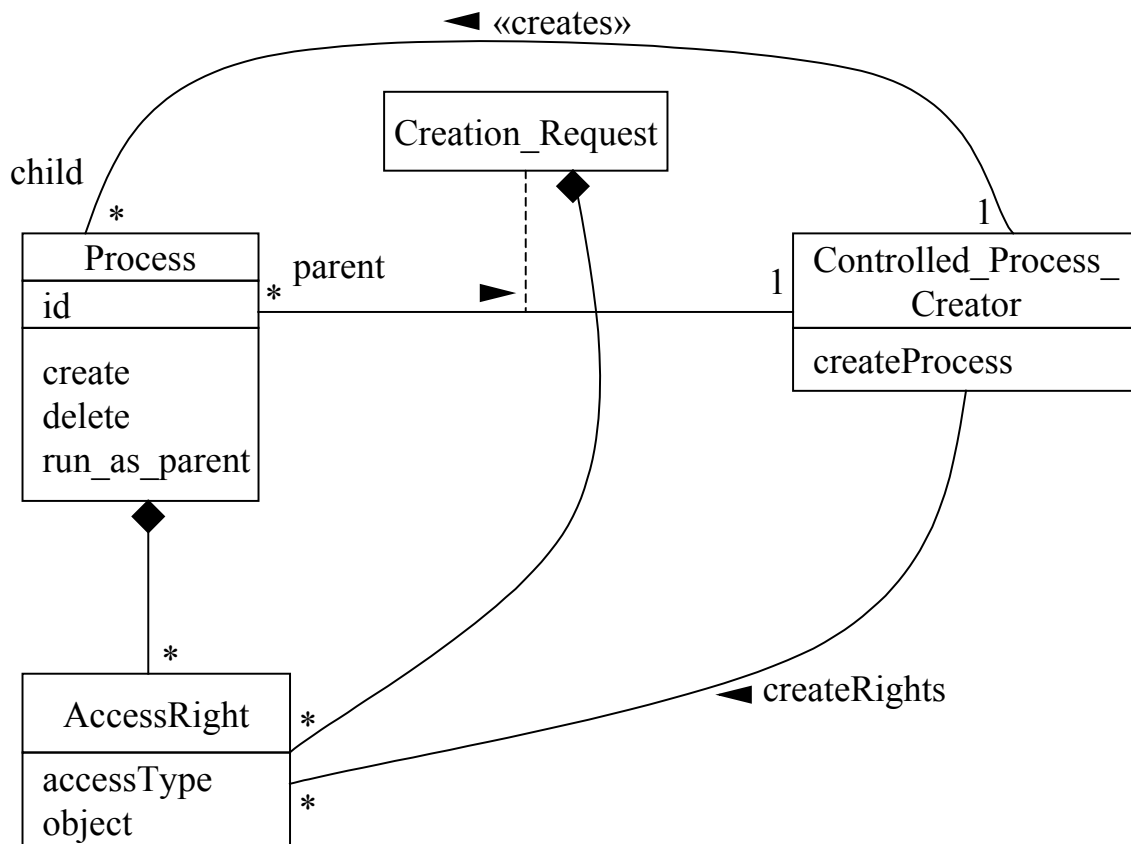 «creates»
Creation_Request
child
*
1
Process
parent
Controlled_Process_
Creator
id
*
1
create
delete
run_as_parent
createProcess
*
createRights
AccessRight
*
accessType
object
*